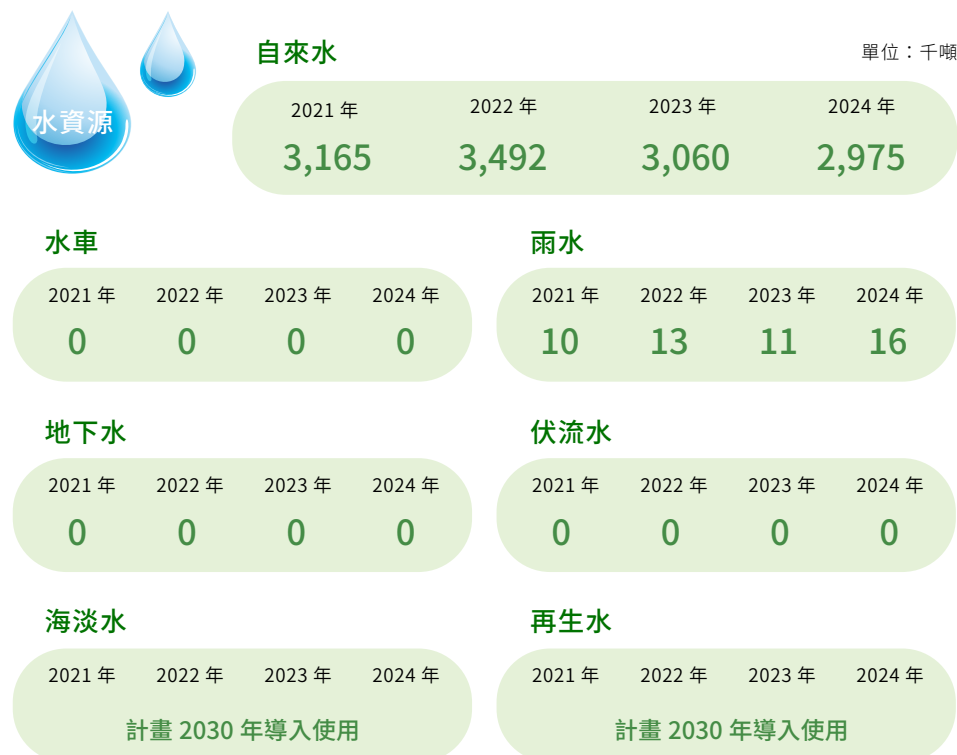 水資源
自來水
單位：千噸
2021 年 2022 年 2023 年 2024 年
3,165 3,492 3,060 2,975
水車
2021 年 2022 年 2023 年 2024 年
0 0 0 0
雨水
2021 年 2022 年 2023 年 2024 年
10 13 11 16
地下水
2021 年 2022 年 2023 年 2024 年
0 0 0 0
伏流水
2021 年 2022 年 2023 年 2024 年
0 0 0 0
海淡水
2021 年 2022 年 2023 年 2024 年
計畫 2030 年導入使用
再生水
2021 年 2022 年 2023 年 2024 年
計畫 2030 年導入使用